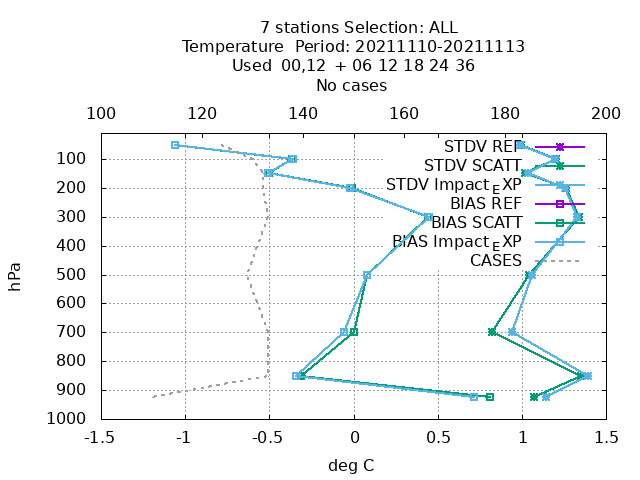 7 stations Selection: ALL
Temperature  Period: 20211110-20211113
Used  00,12  + 06 12 18 24 36
No cases
100 120 140 160 180 200
STDV REF
STDV SCATT
STDV Impact_EXP
BIAS REF
BIAS SCATT
BIAS Impact_EXP
CASES
100
200
300
400
500
600
700
800
900
1000
hPa
-1.5 -1 -0.5 0 0.5 1 1.5
deg C